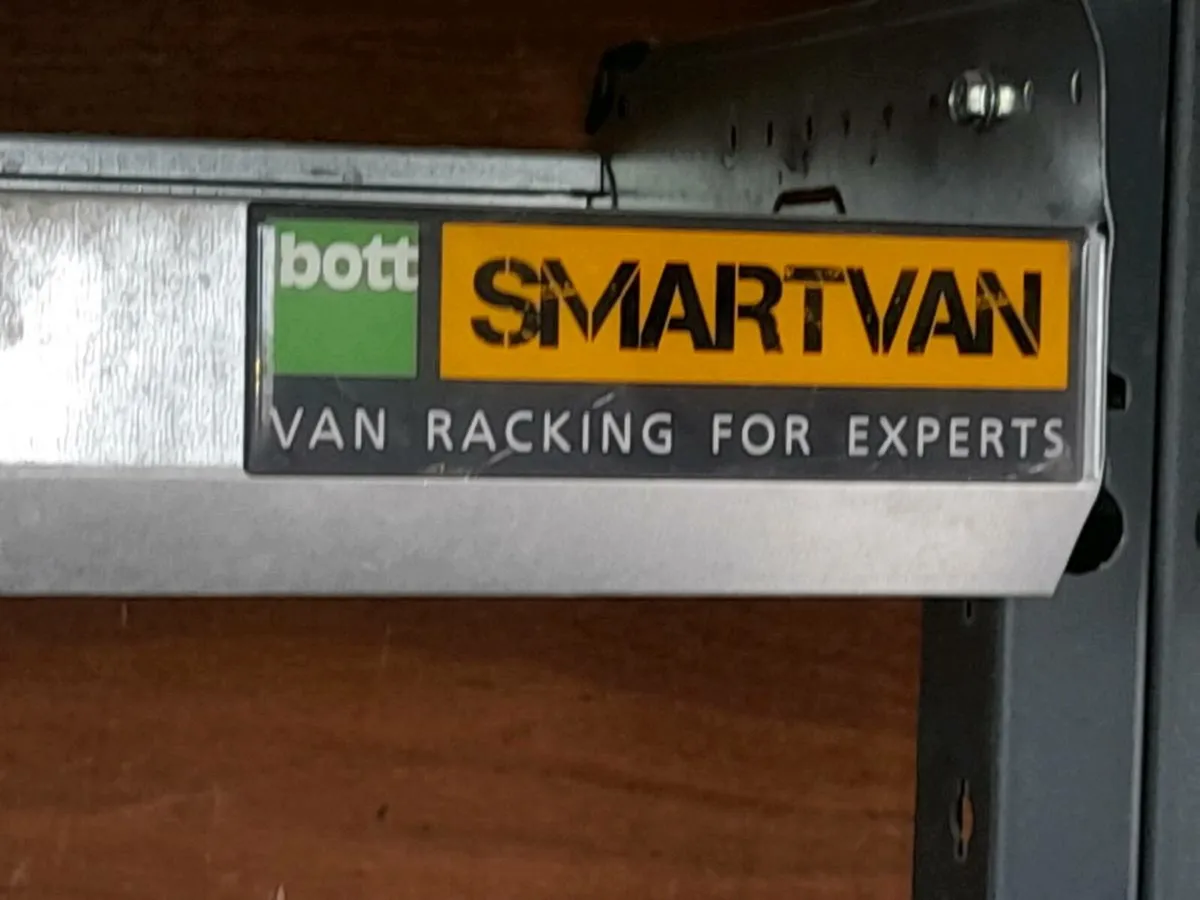 bott
SMARTVAN
VAN RACKING FOR EXPERTS